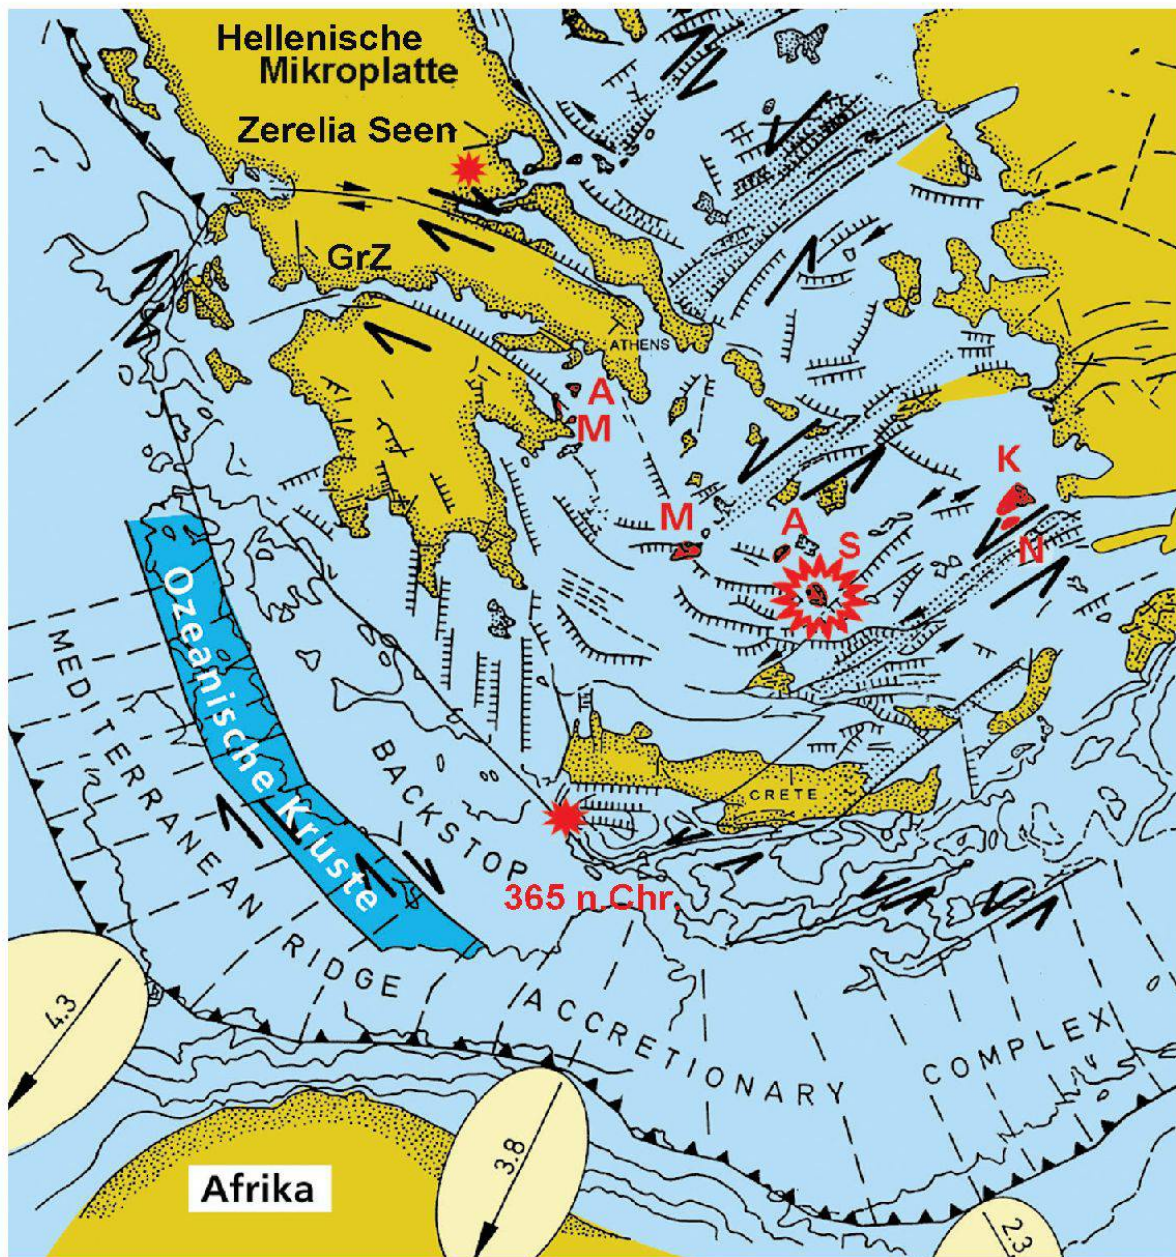 Hellenische
Mikroplatte
Zerelia Seen
GrZ
ATHENS
A
M
K
M
A
S
N
Ozeanische Kruste
MEDITERRANEAN RIDGE ACCRETIONARY COMPLEX
BACKSTOP
CRETE
365 n.Chr.
4.3
3.8
2.3
Afrika